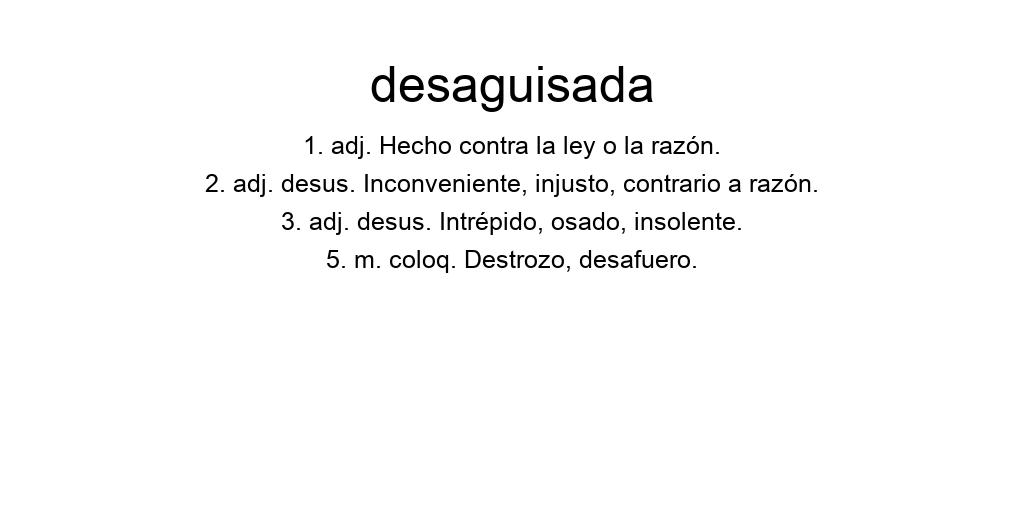 desaguisada
1. adj. Hecho contra la ley o la razón.
2. adj. desus. Inconveniente, injusto, contrario a razón.
3. adj. desus. Intrépido, osado, insolente.
5. m. coloq. Destrozo, desafuero.